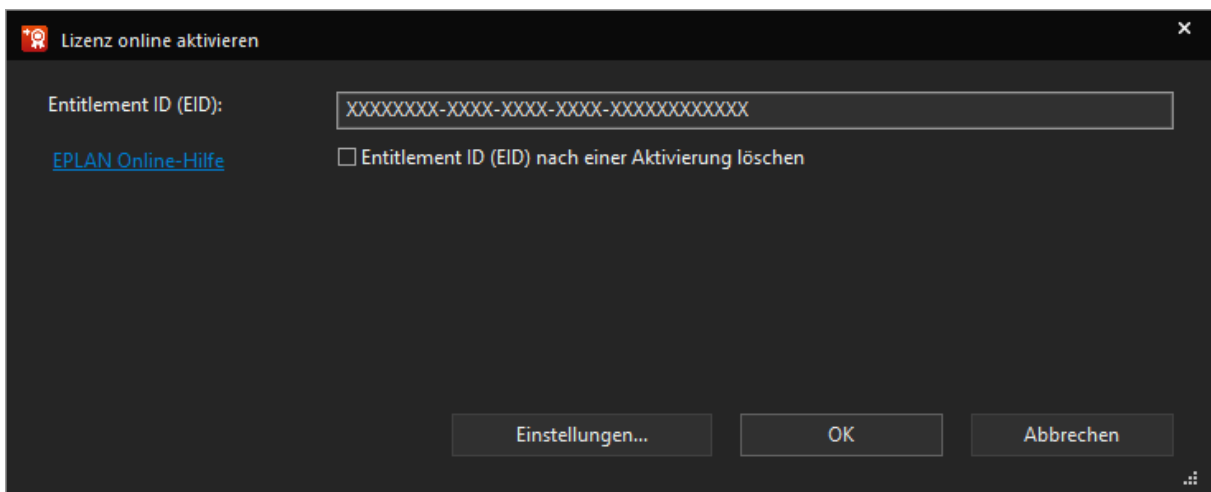 Lizenz online aktivieren
Entitlement ID (EID): XXXXXXXX-XXXX-XXXX-XXXX-XXXXXXXXXXXX
EPLAN Online-Hilfe Entitlement ID (EID) nach einer Aktivierung löschen
Einstellungen... OK Abbrechen